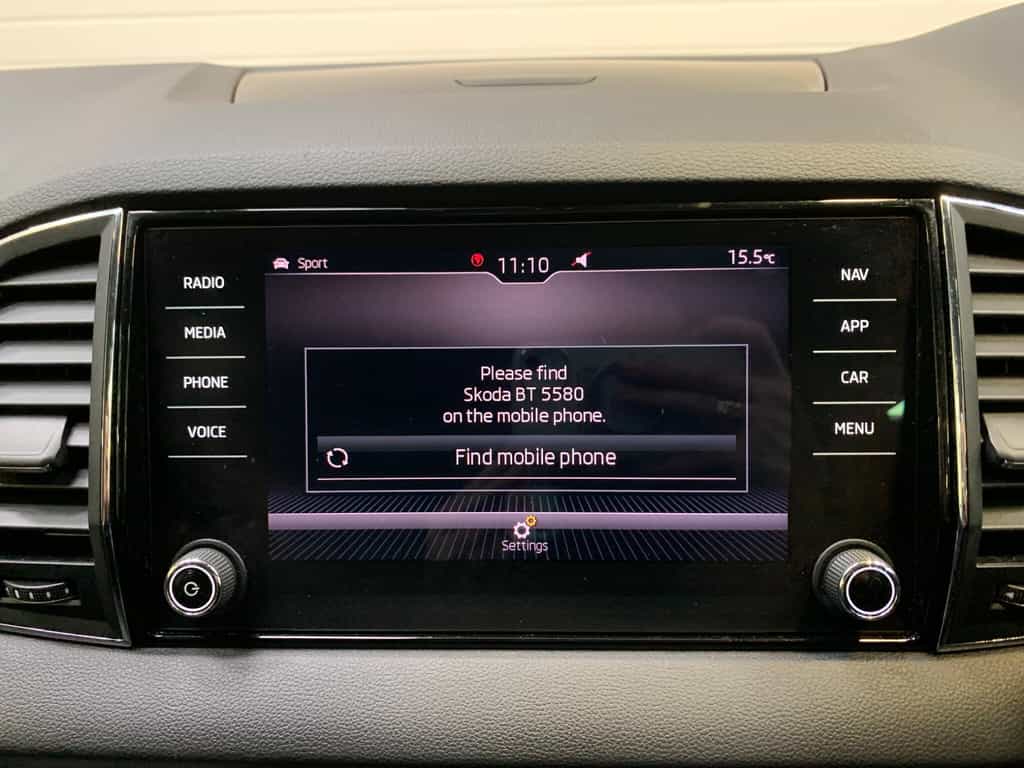 Sport
11:10
15.5°C
RADIO
MEDIA
PHONE
VOICE
Please find
Skoda BT 5580
on the mobile phone.
Find mobile phone
Settings
NAV
APP
CAR
MENU